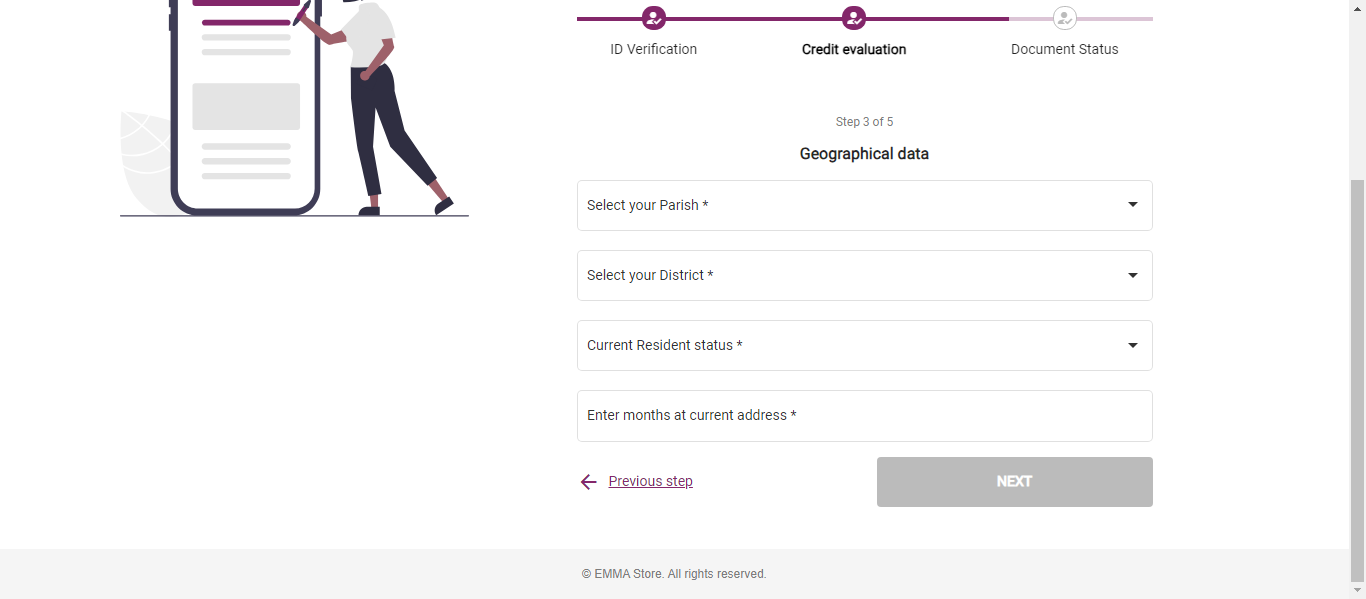 ID Verification
Credit evaluation
Document Status
Step 3 of 5
Geographical data
Select your Parish *
Select your District *
Current Resident status *
Enter months at current address *
Previous step
NEXT
© EMMA Store. All rights reserved.